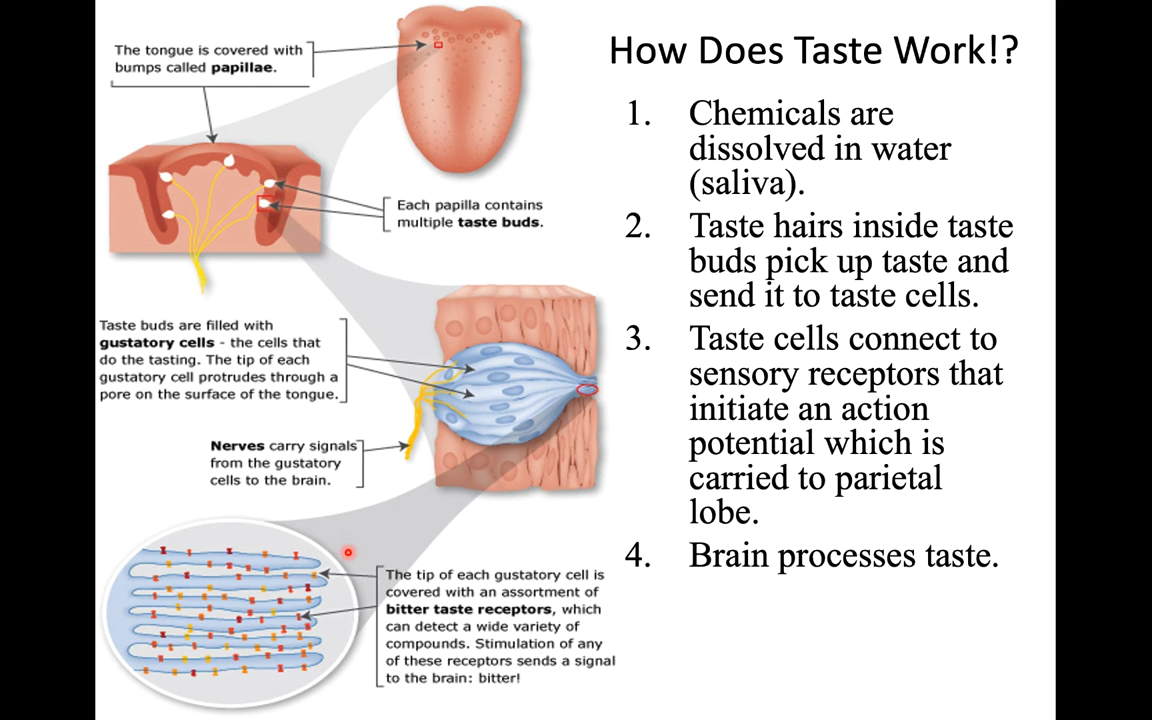 How Does Taste Work!?
The tongue is covered with
bumps called papillae.
Each papilla contains
multiple taste buds.
Taste buds are filled with
gustatory cells - the cells that
do the tasting. The tip of each
gustatory cell protrudes through a
pore on the surface of the tongue.
Nerves carry signals
from the gustatory
cells to the brain.
The tip of each gustatory cell is
covered with an assortment of
bitter taste receptors, which
can detect a wide variety of
compounds. Stimulation of any
of these receptors sends a signal
to the brain: bitter!
1. Chemicals are
dissolved in water
(saliva).
2. Taste hairs inside taste
buds pick up taste and
send it to taste cells.
3. Taste cells connect to
sensory receptors that
initiate an action
potential which is
carried to parietal
lobe.
4. Brain processes taste.